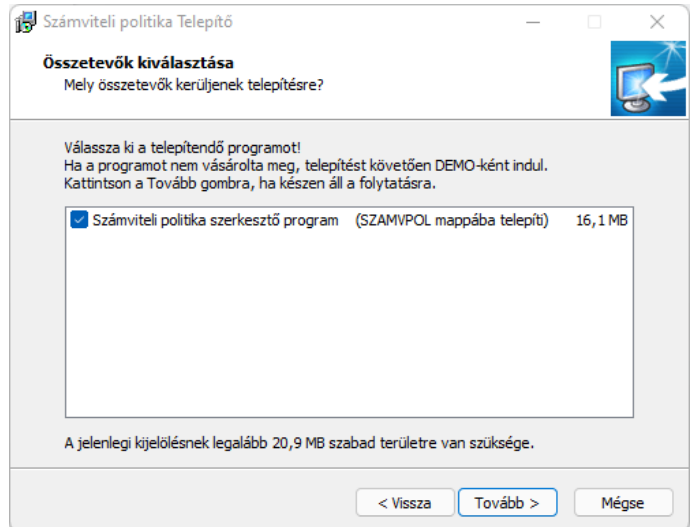 Számviteli politika Telepítő
Összetevők kiválasztása
Mely összetevők kerüljenek telepítésre?
Válassza ki a telepítendő programot!
Ha a programot nem vásárolta meg, telepítést követően DEMO-ként indul.
Kattintson a Tovább gombra, ha készen áll a folytatásra.
Számviteli politika szerkesztő program (SZAMVPOL mappába telepíti) 16,1 MB
A jelenlegi kijelölésnek legalább 20,9 MB szabad területre van szüksége.
< Vissza Tovább > Mégse